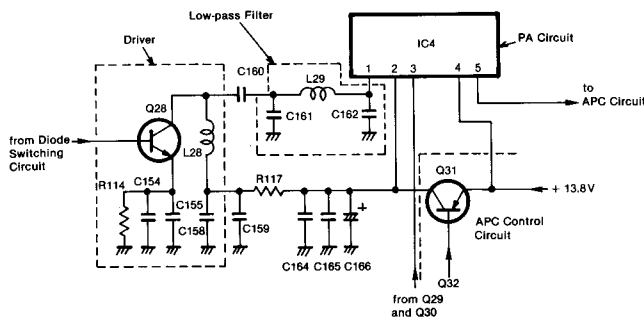 Low-pass Filter
Driver
IC4
PA Circuit
1 2 3 4 5
C160
L29
to
APC Circuit
Q28
C161
C162
from Diode
Switching
Circuit
L28
Q31
R117
R114
C154
+ 13.8V
C155
C158
C159
+
APC Control
Circuit
C164
C165
C166
Q32
from Q29
and Q30